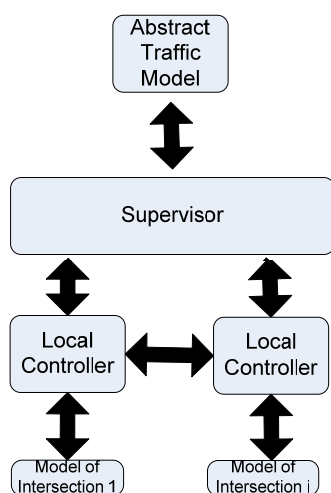 Abstract
Traffic
Model
Supervisor
Local
Controller
Local
Controller
Model of
Intersection 1
Model of
Intersection i